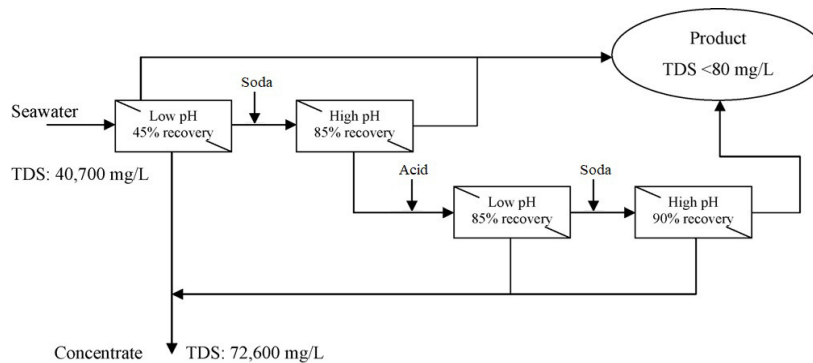 Product
TDS <80 mg/L
Soda
Seawater
Low pH
45% recovery
High pH
85% recovery
TDS: 40,700 mg/L
Acid
Soda
Low pH
85% recovery
High pH
90% recovery
Concentrate
TDS: 72,600 mg/L